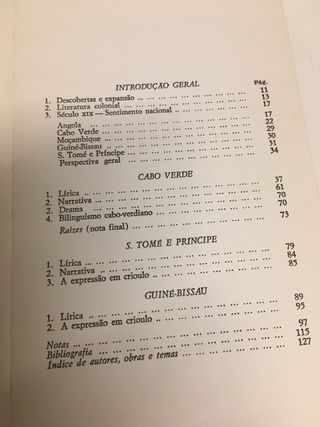 INTRODUÇÃO GERAL
Pág.
1. Descobertas e expansão ... 11
2. Literatura colonial ... 13
3. Século XIX — Sentimento nacional ... 17
Angola ... 17
Cabo Verde ... 22
Moçambique ... 29
Guiné-Bissau ... 30
S. Tomé e Príncipe ... 31
Perspectiva geral ... 34
CABO VERDE
1. Lírica ... 37
2. Narrativa ... 61
3. Drama ... 70
4. Bilinguismo cabo-verdiano ... 70
Raízes (nota final) ... 73
S. TOMÉ E PRÍNCIPE
1. Lírica ... 79
2. Narrativa ... 84
3. A expressão em crioulo ... 85
GUINÉ-BISSAU
1. Lírica ... 89
2. A expressão em crioulo ... 95
Notas ... 97
Bibliografia ... 115
Índice de autores, obras e temas ... 127